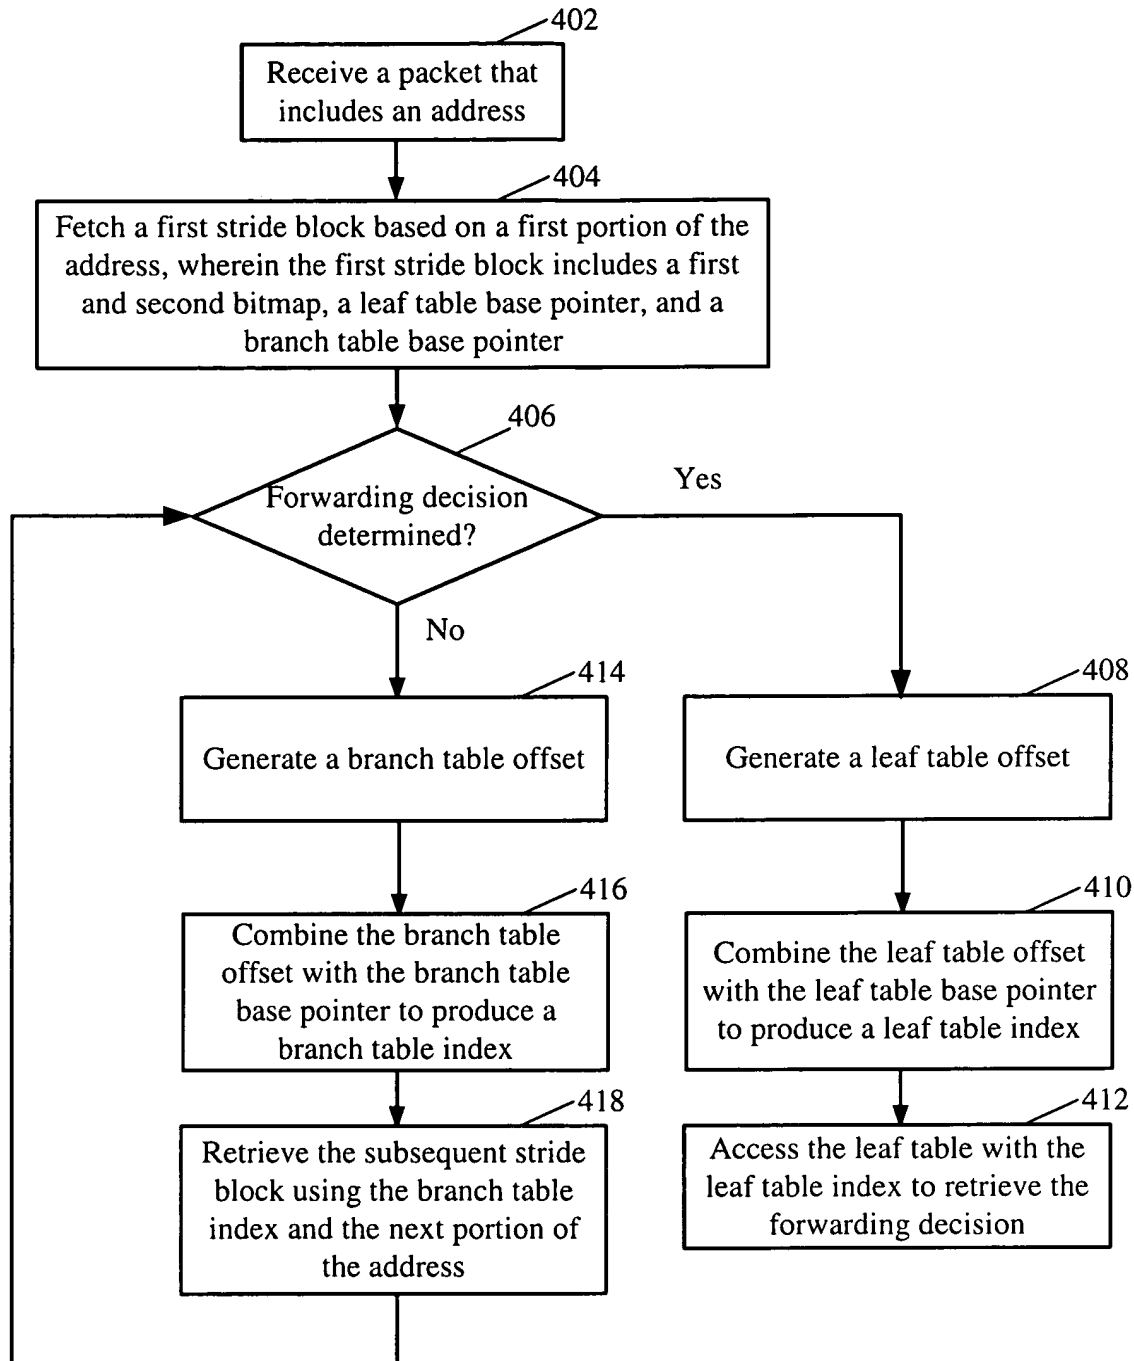 402
Receive a packet that
includes an address
404
Fetch a first stride block based on a first portion of the
address, wherein the first stride block includes a first
and second bitmap, a leaf table base pointer, and a
branch table base pointer
406
Forwarding decision
determined?
Yes
No
414
Generate a branch table offset
408
Generate a leaf table offset
416
Combine the branch table
offset with the branch table
base pointer to produce a
branch table index
410
Combine the leaf table offset
with the leaf table base pointer
to produce a leaf table index
418
Retrieve the subsequent stride
block using the branch table
index and the next portion of
the address
412
Access the leaf table with the
leaf table index to retrieve the
forwarding decision